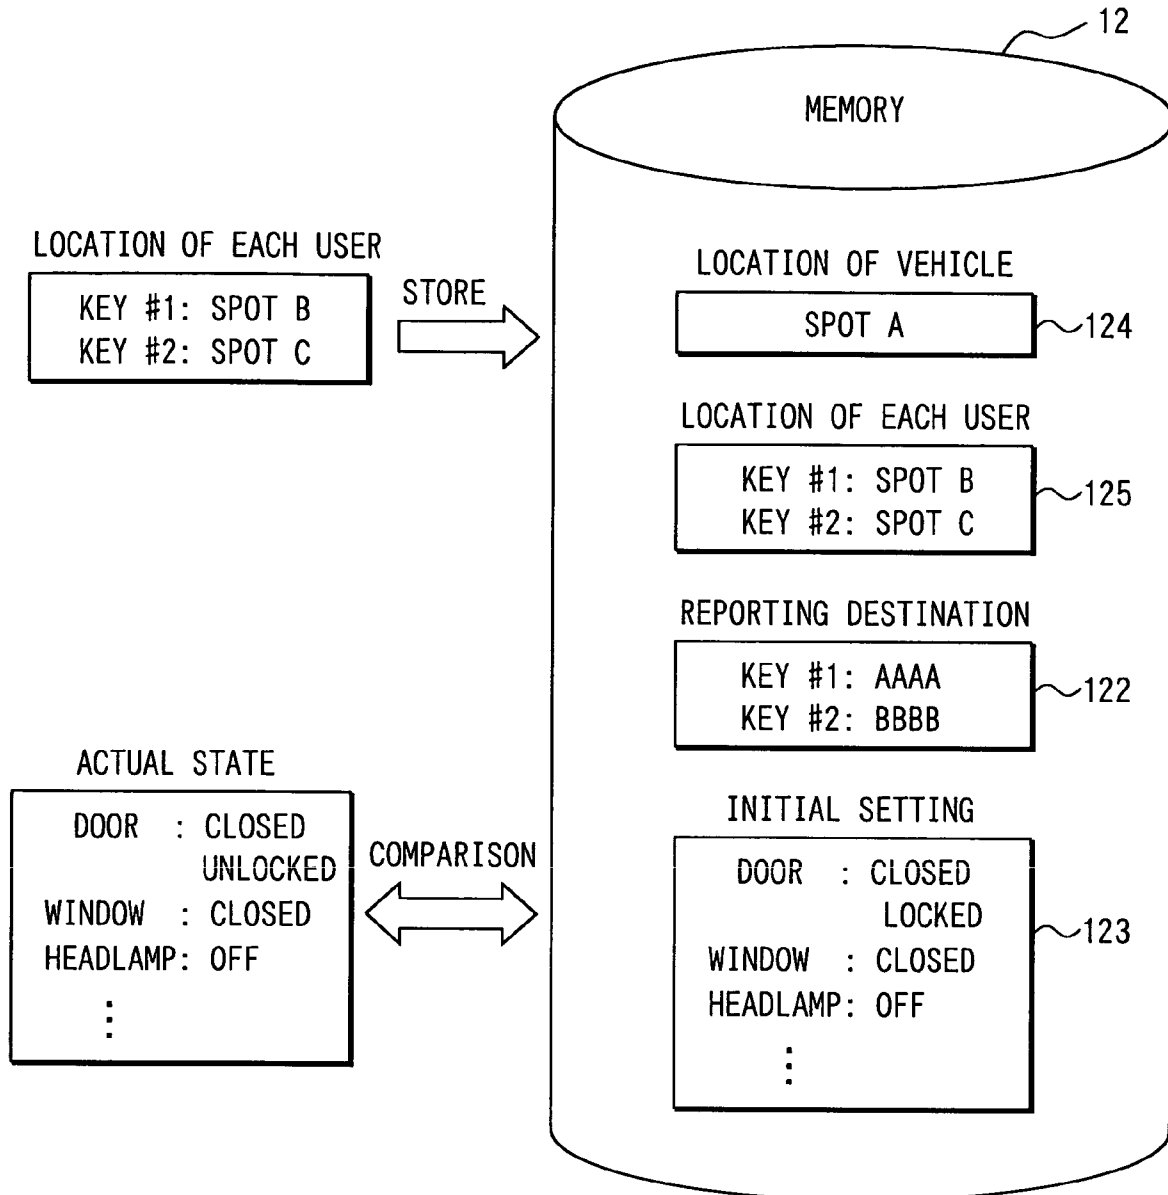 12
MEMORY
LOCATION OF EACH USER
KEY #1: SPOT B
KEY #2: SPOT C
STORE
LOCATION OF VEHICLE
SPOT A
124
LOCATION OF EACH USER
KEY #1: SPOT B
KEY #2: SPOT C
125
REPORTING DESTINATION
KEY #1: AAAA
KEY #2: BBBB
122
ACTUAL STATE
DOOR : CLOSED
UNLOCKED
WINDOW : CLOSED
HEADLAMP: OFF
⋮
COMPARISON
INITIAL SETTING
DOOR : CLOSED
LOCKED
WINDOW : CLOSED
HEADLAMP: OFF
⋮
123